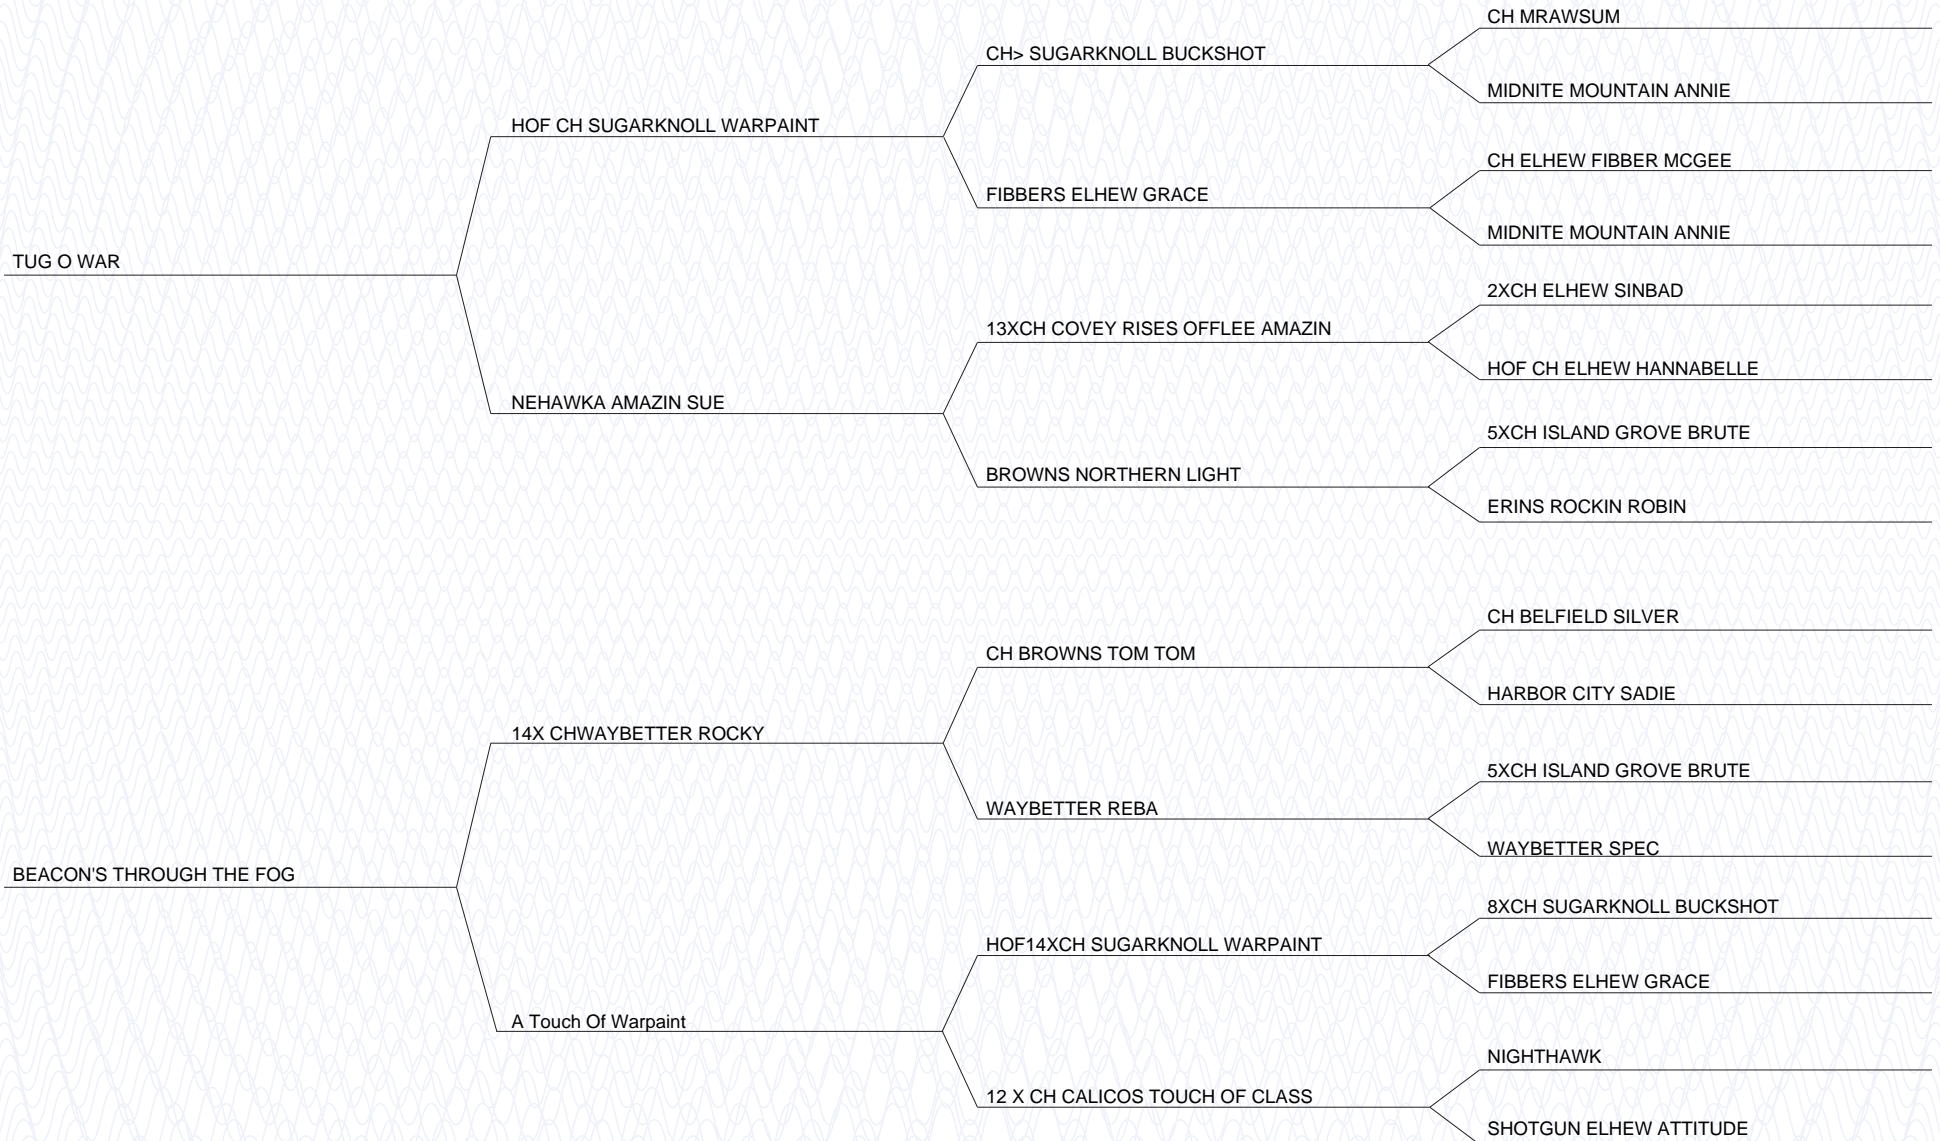 CH MRAWSUM
CH> SUGARKNOLL BUCKSHOT
MIDNITE MOUNTAIN ANNIE
HOF CH SUGARKNOLL WARPAINT
CH ELHEW FIBBER MCGEE
FIBBERS ELHEW GRACE
MIDNITE MOUNTAIN ANNIE
TUG O WAR
2XCH ELHEW SINBAD
13XCH COVEY RISES OFFLEE AMAZIN
HOF CH ELHEW HANNABELLE
NEHAWKA AMAZIN SUE
5XCH ISLAND GROVE BRUTE
BROWNS NORTHERN LIGHT
ERINS ROCKIN ROBIN
CH BELFIELD SILVER
CH BROWNS TOM TOM
HARBOR CITY SADIE
14X CHWAYBETTER ROCKY
5XCH ISLAND GROVE BRUTE
WAYBETTER REBA
WAYBETTER SPEC
BEACON'S THROUGH THE FOG
8XCH SUGARKNOLL BUCKSHOT
HOF14XCH SUGARKNOLL WARPAINT
FIBBERS ELHEW GRACE
A Touch Of Warpaint
NIGHTHAWK
12 X CH CALICOS TOUCH OF CLASS
SHOTGUN ELHEW ATTITUDE